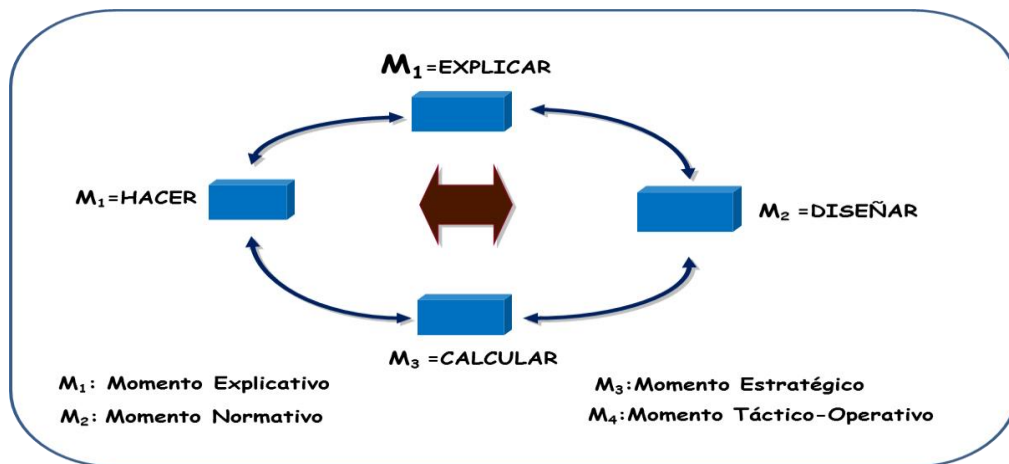 M₁=EXPLICAR
M₁=HACER
M₂ =DISEÑAR
M₃ =CALCULAR
M₁: Momento Explicativo
M₂: Momento Normativo
M₃:Momento Estratégico
M₄:Momento Táctico-Operativo